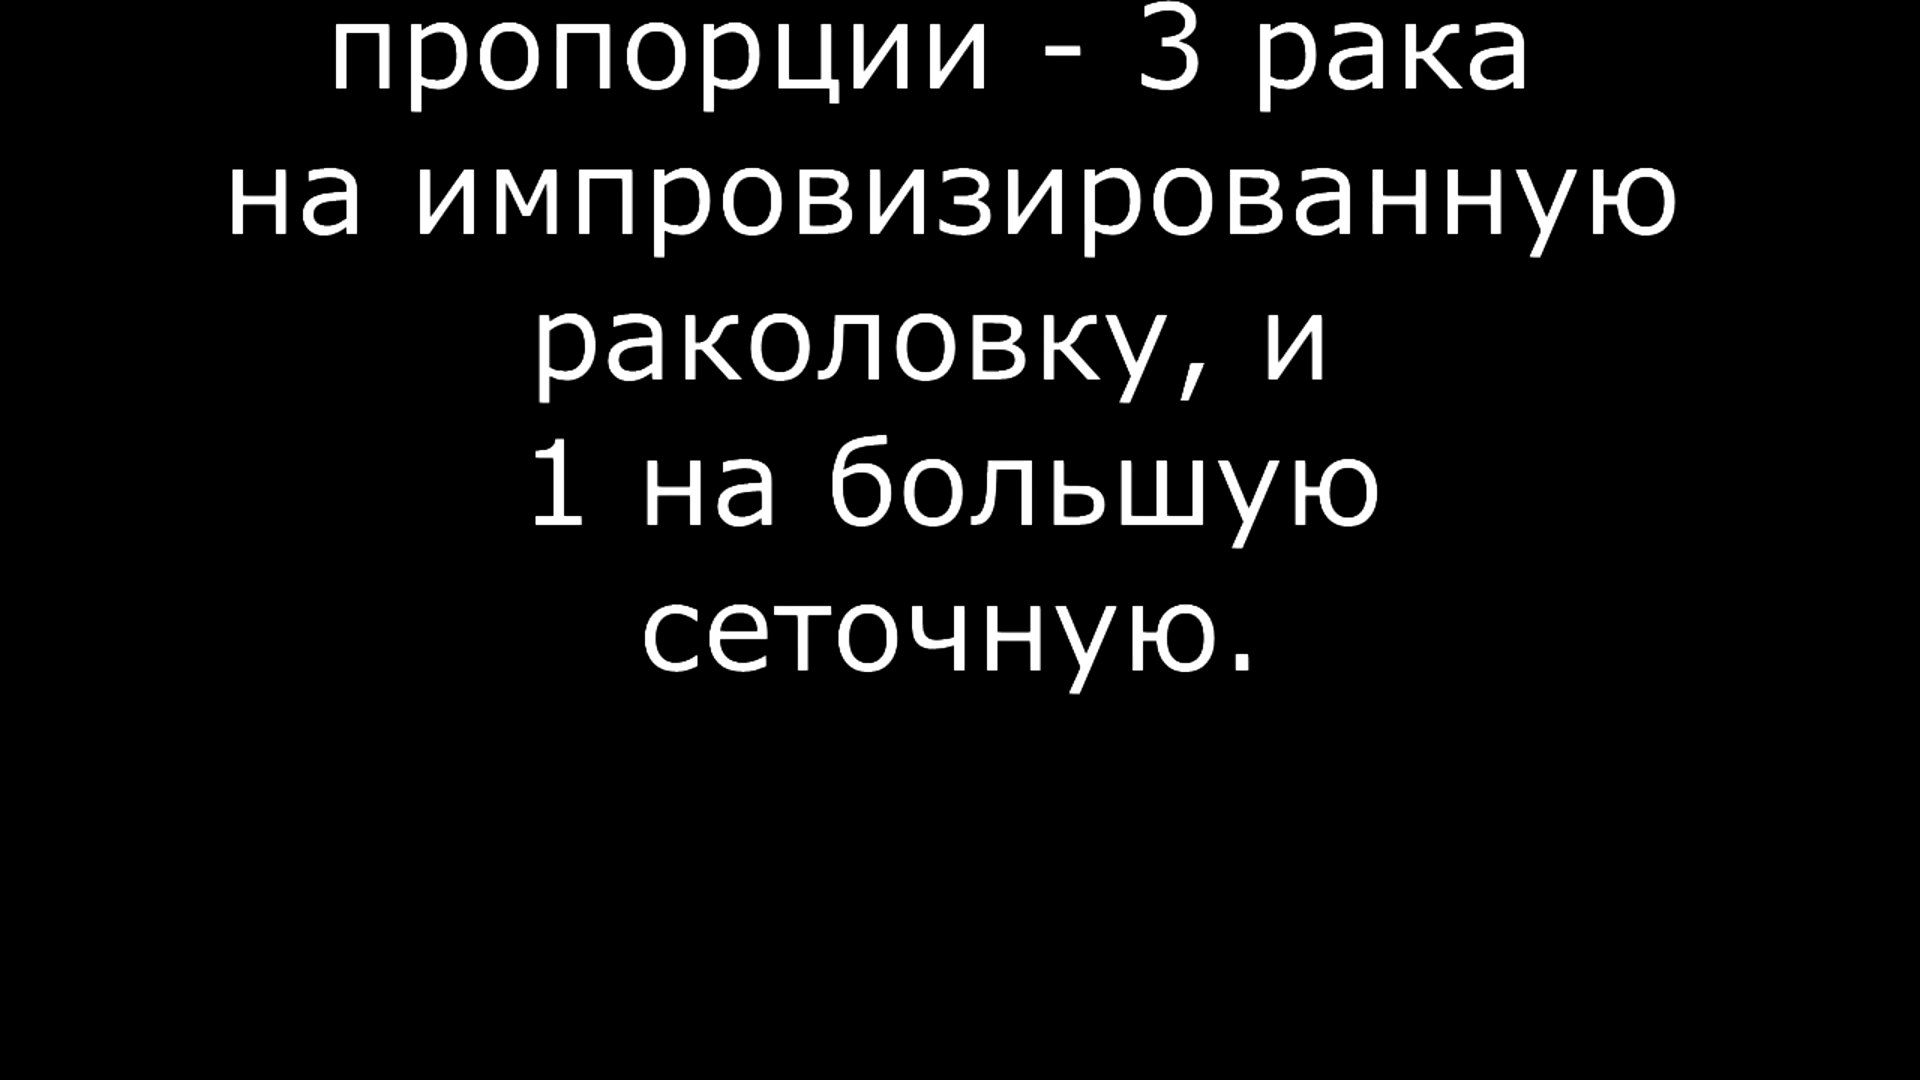 пропорции - 3 рака
на импровизированную
раколовку, и
1 на большую
сеточную.